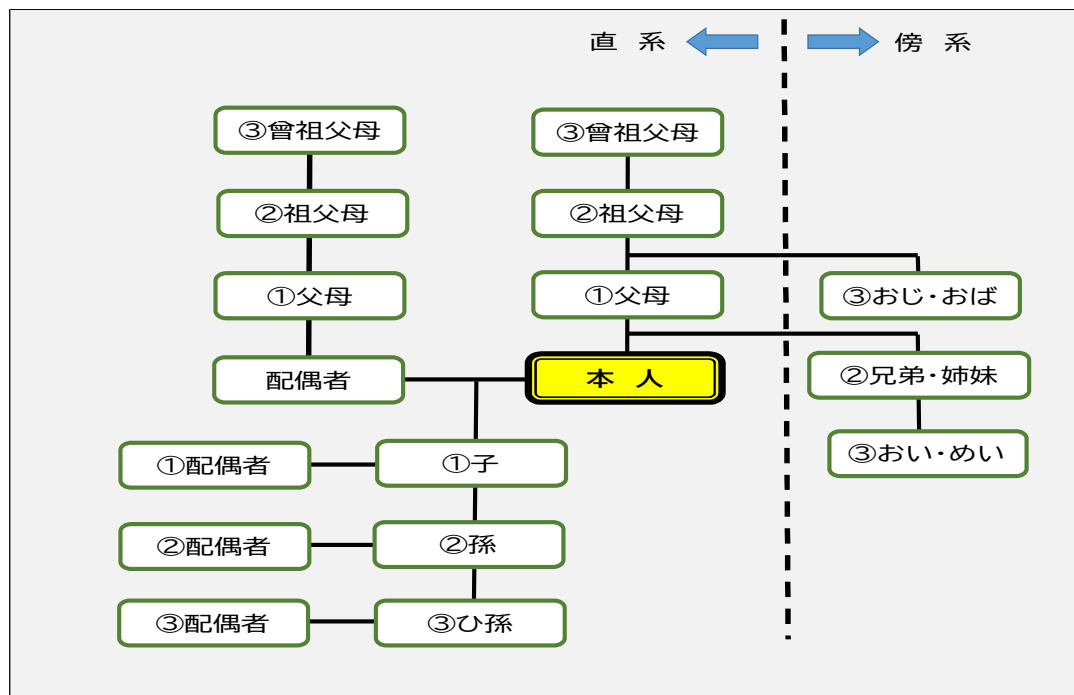 直 系
傍 系
③曾祖父母
③曾祖父母
②祖父母
②祖父母
①父母
①父母
③おじ・おば
配偶者
本 人
②兄弟・姉妹
①配偶者
①子
③おい・めい
②配偶者
②孫
③配偶者
③ひ孫